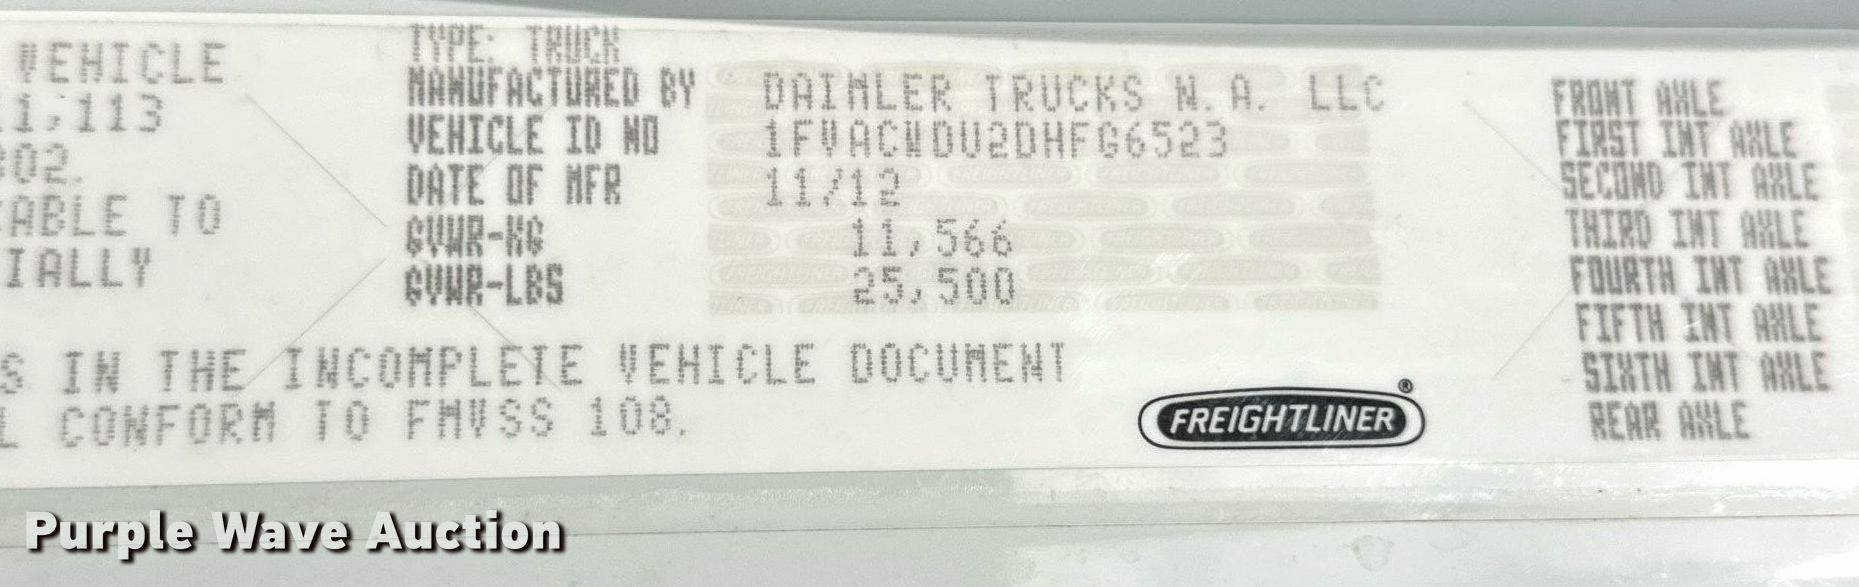 VEHICLE
TYPE: TRUCK
MANUFACTURED BY DAIMLER TRUCKS N.A. LLC
VEHICLE ID NO 1FVACWDU2DHFG6523
DATE OF MFR 11/12
GVWR-KG 11,566
GVWR-LBS 25,500
TO
S IN THE INCOMPLETE VEHICLE DOCUMENT
CONFORM TO FMVSS 108.
FREIGHTLINER®
FRONT AXLE
FIRST INT AXLE
SECOND INT AXLE
THIRD INT AXLE
FOURTH INT AXLE
FIFTH INT AXLE
SIXTH INT AXLE
REAR AXLE
Purple Wave Auction